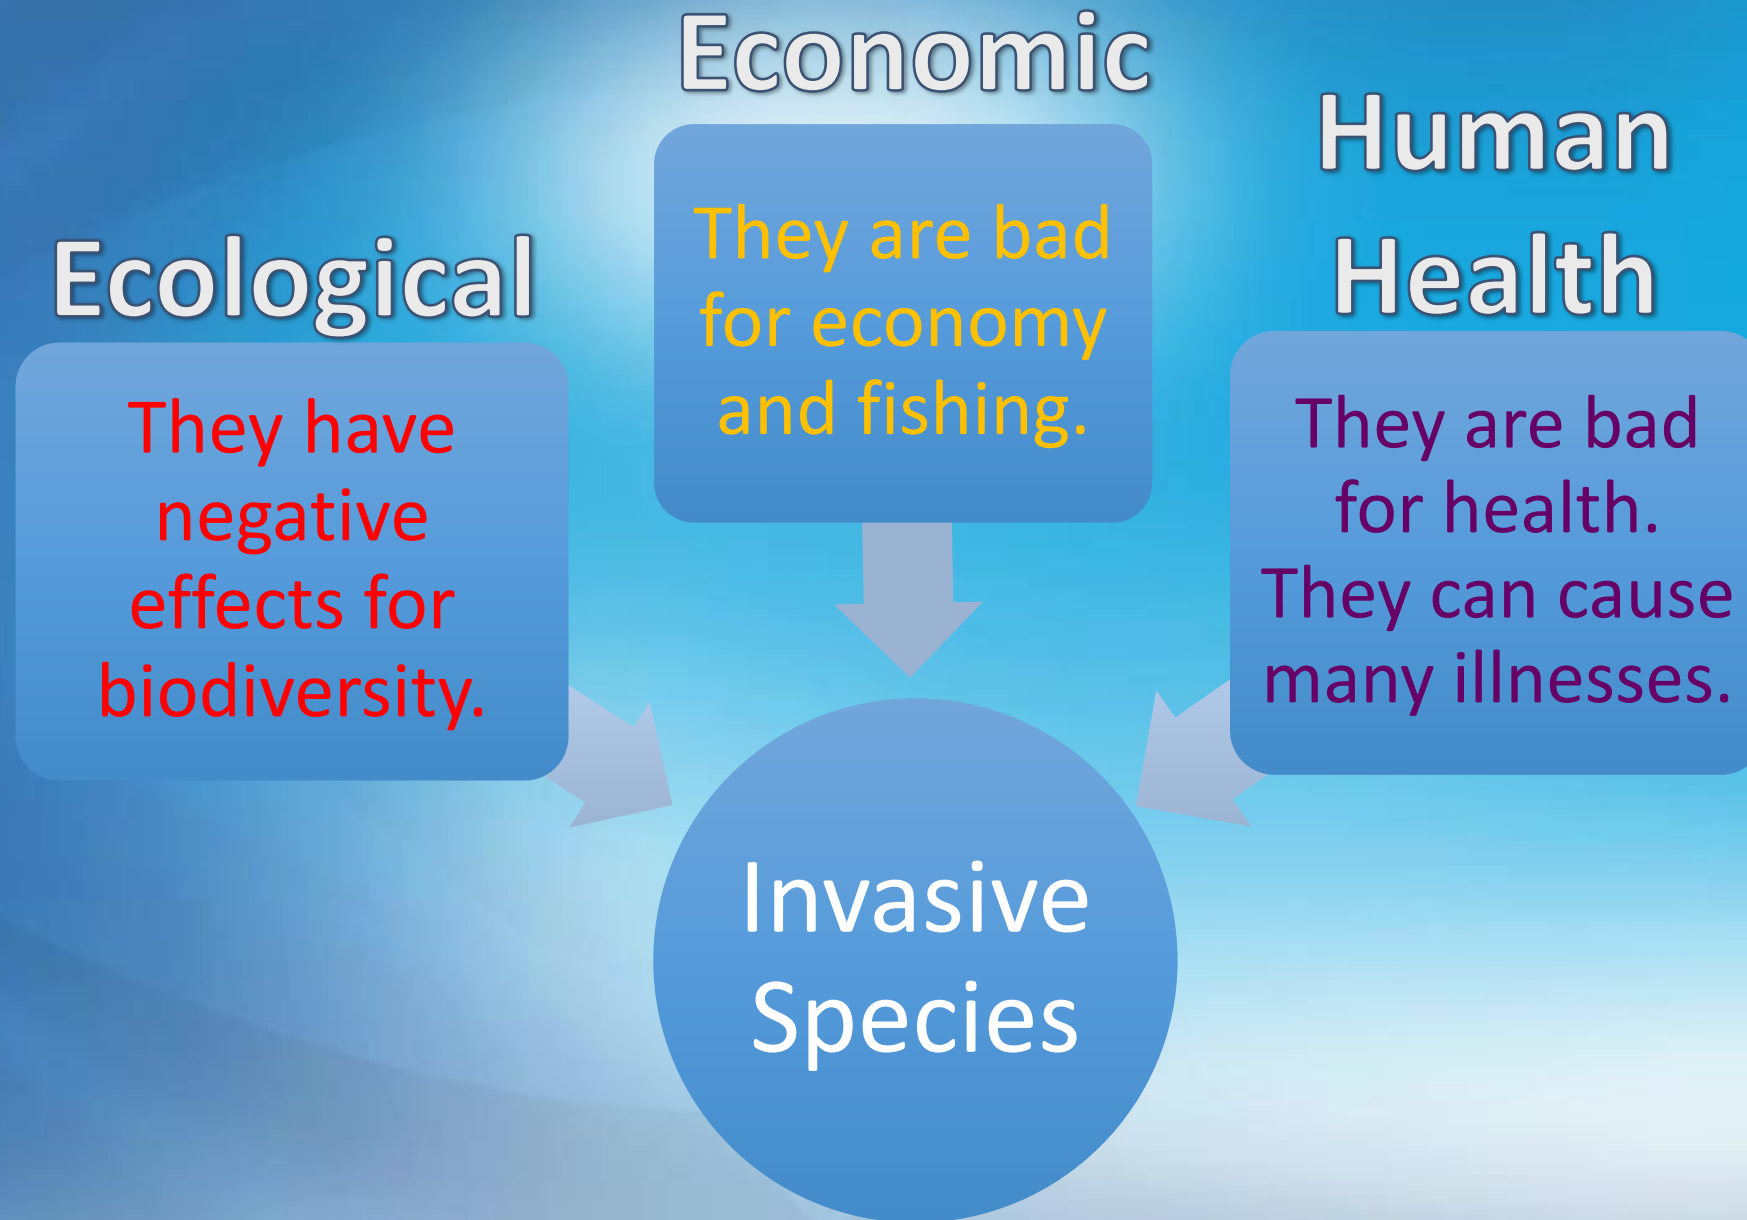 Economic
They are bad
for economy
and fishing.
Human
Health
They are bad
for health.
They can cause
many illnesses.
Ecological
They have
negative
effects for
biodiversity.
Invasive
Species